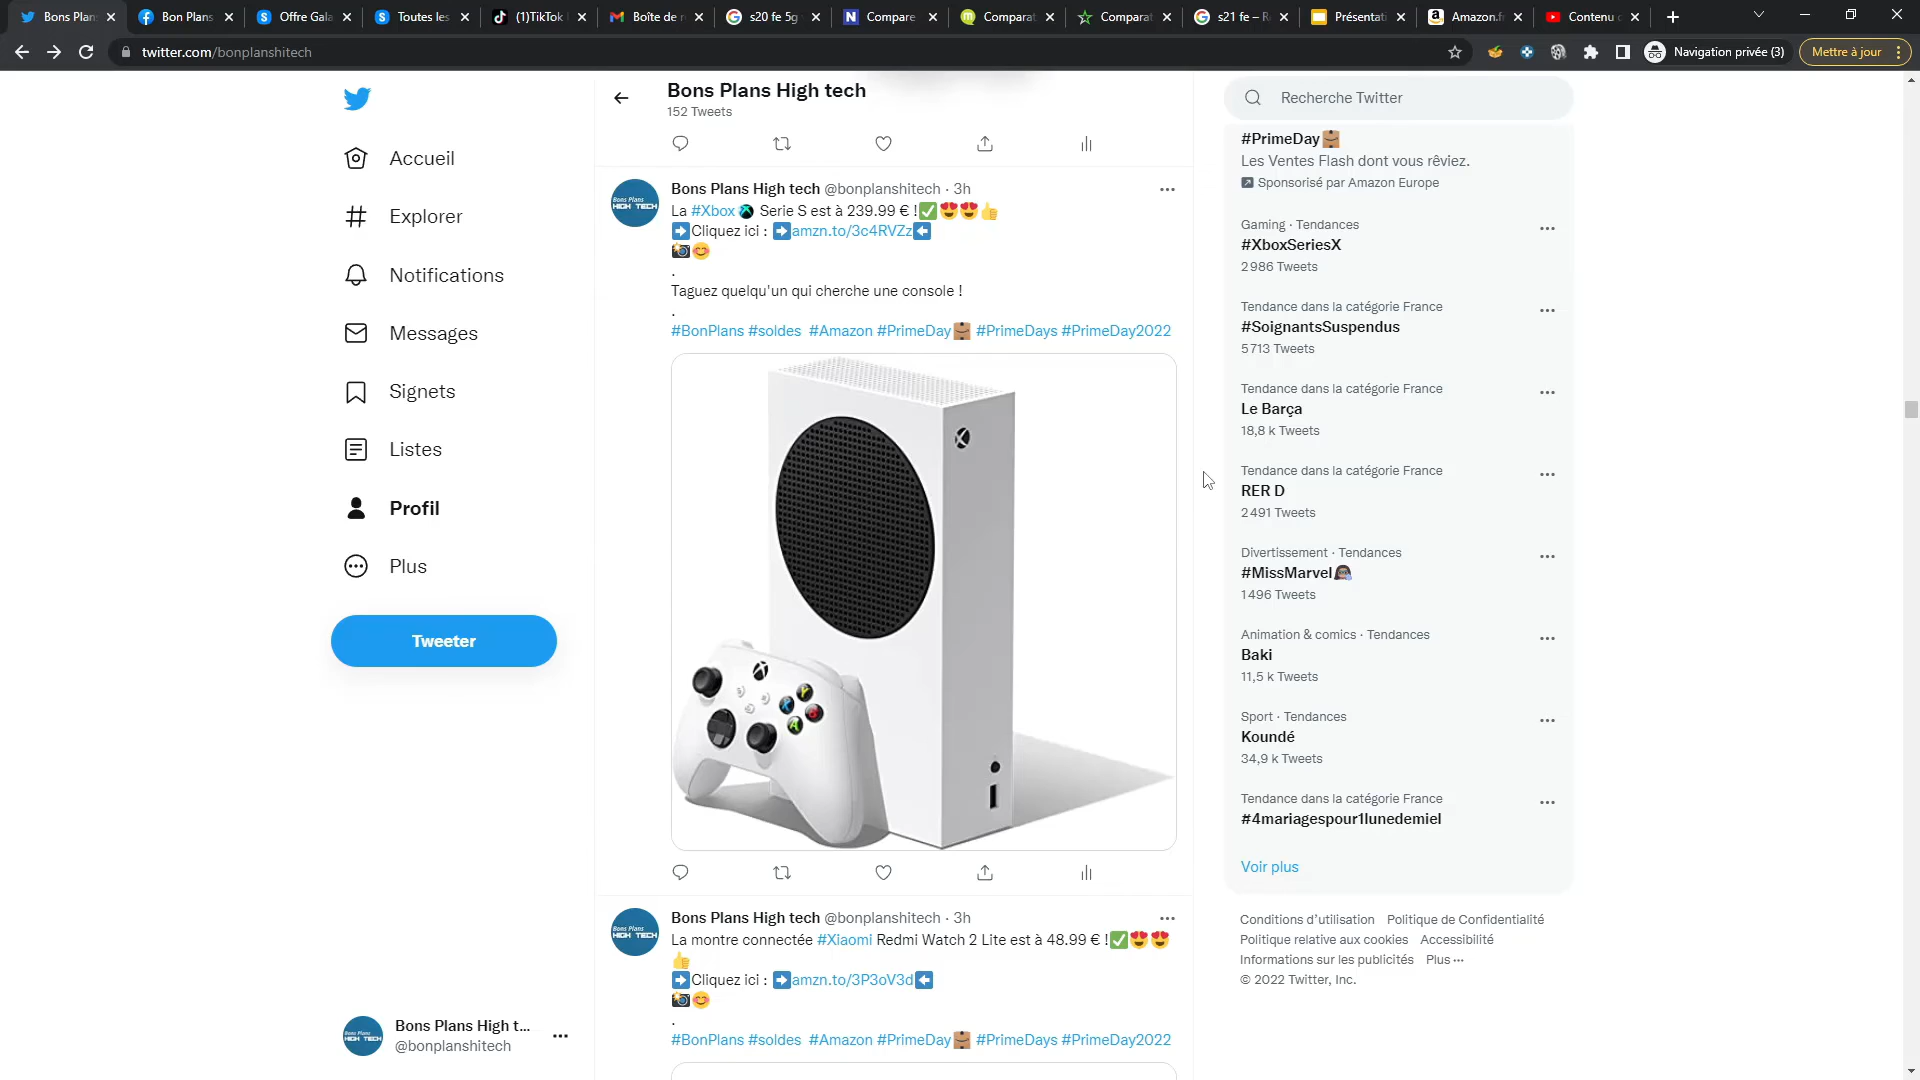 Bons Plan
Bon Plans
Offre Gala
Toutes les
(1)TikTok
Boîte de r
s20 fe 5g
Compare
Comparat
Comparat
s21 fe – R
Présentati
Amazon.f
Contenu
twitter.com/bonplanshitech
Navigation privée (3)
Mettre à jour
Accueil
Explorer
Notifications
Messages
Signets
Listes
Profil
Plus
Tweeter
Bons Plans High t...
@bonplanshitech
Bons Plans High tech
152 Tweets
Bons Plans
HIGH TECH
Bons Plans High tech @bonplanshitech · 3h
La #Xbox Serie S est à 239.99 € !✅😍😍👍
➡️Cliquez ici : ➡️amzn.to/3c4RVZz⬅️
📸😊
.
Taguez quelqu'un qui cherche une console !
.
#BonPlans #soldes #Amazon #PrimeDay #PrimeDays #PrimeDay2022
Bons Plans High tech @bonplanshitech · 3h
La montre connectée #Xiaomi Redmi Watch 2 Lite est à 48.99 € !✅😍😍
👍
➡️Cliquez ici : ➡️amzn.to/3P3oV3d⬅️
📸😊
.
#BonPlans #soldes #Amazon #PrimeDay #PrimeDays #PrimeDay2022
Recherche Twitter
#PrimeDay
Les Ventes Flash dont vous rêviez.
Sponsorisé par Amazon Europe
Gaming · Tendances
#XboxSeriesX
2 986 Tweets
Tendance dans la catégorie France
#SoignantsSuspendus
5 713 Tweets
Tendance dans la catégorie France
Le Barça
18,8 k Tweets
Tendance dans la catégorie France
RER D
2 491 Tweets
Divertissement · Tendances
#MissMarvel
1 496 Tweets
Animation & comics · Tendances
Baki
11,5 k Tweets
Sport · Tendances
Koundé
34,9 k Tweets
Tendance dans la catégorie France
#4mariagespour1lunedemiel
Voir plus
Conditions d'utilisation Politique de Confidentialité
Politique relative aux cookies Accessibilité
Informations sur les publicités Plus ···
© 2022 Twitter, Inc.